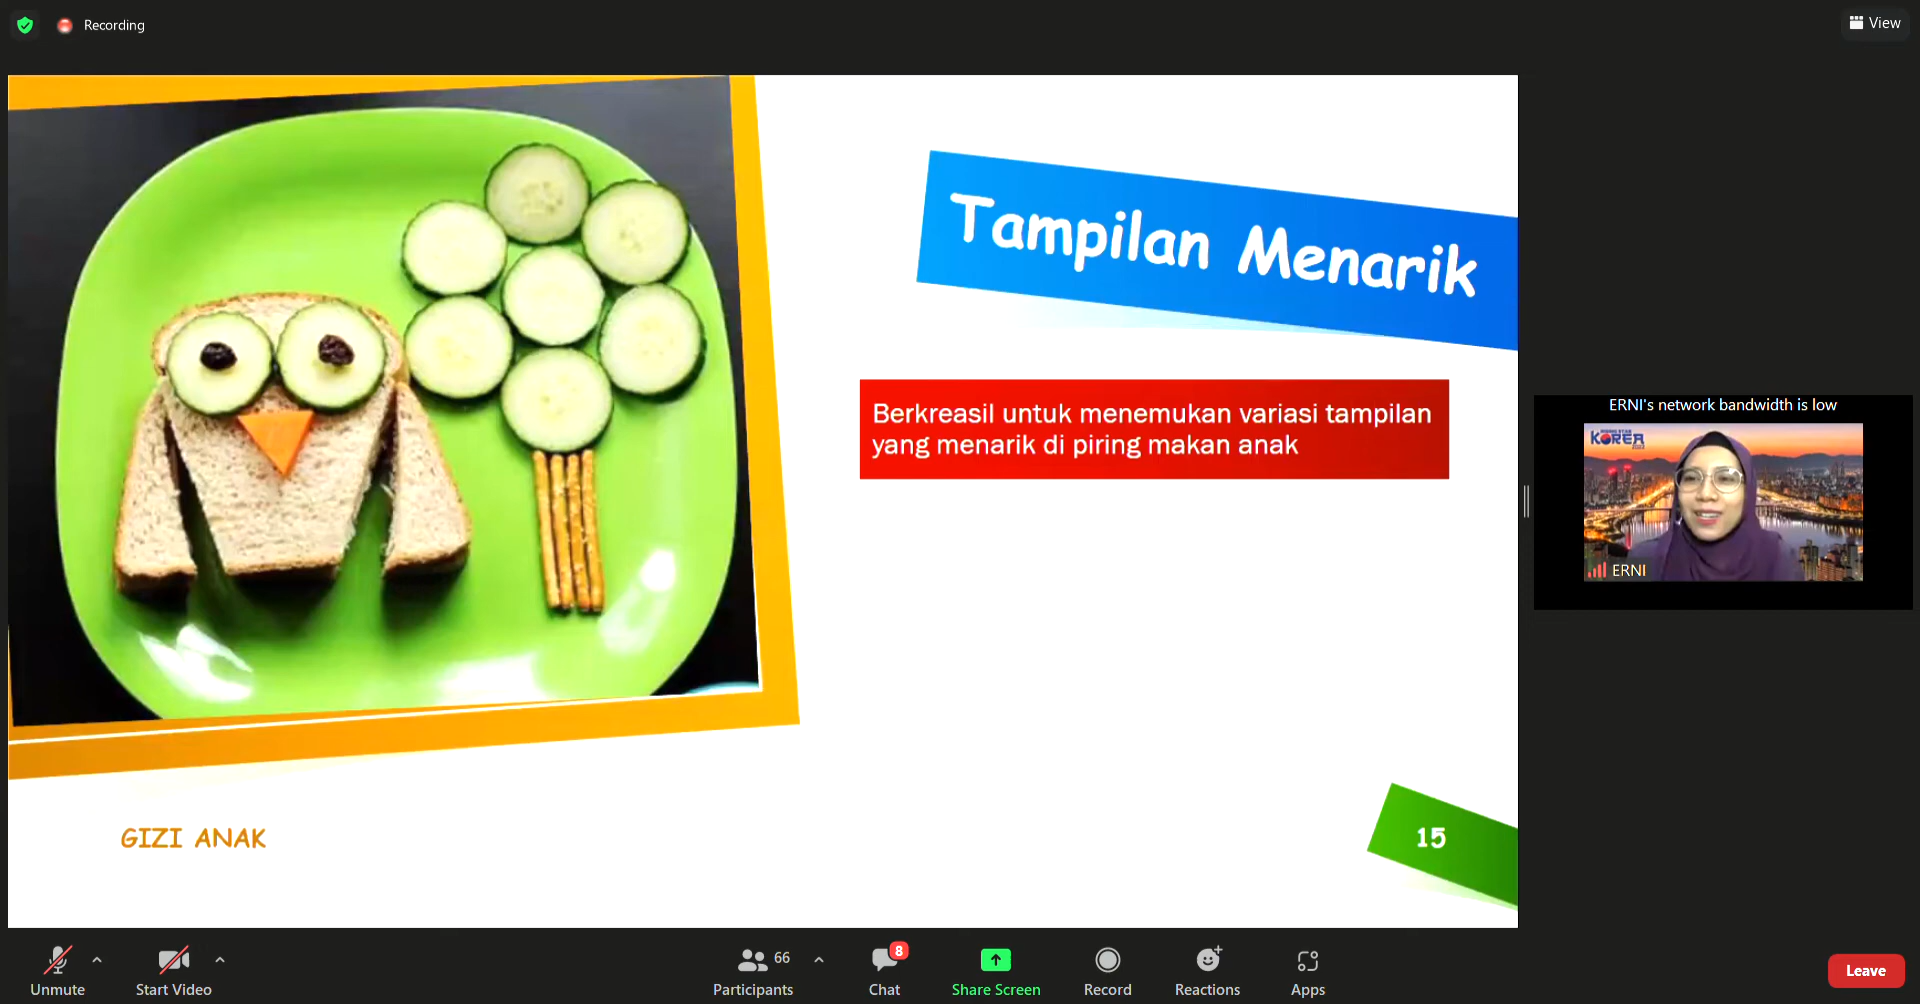 Recording
View
Tampilan Menarik
Berkreasil untuk menemukan variasi tampilan
yang menarik di piring makan anak
ERNI's network bandwidth is low
KOREA
ERNI
GIZI ANAK
15
Unmute
Start Video
66
Participants
8
Chat
Share Screen
Record
Reactions
Apps
Leave